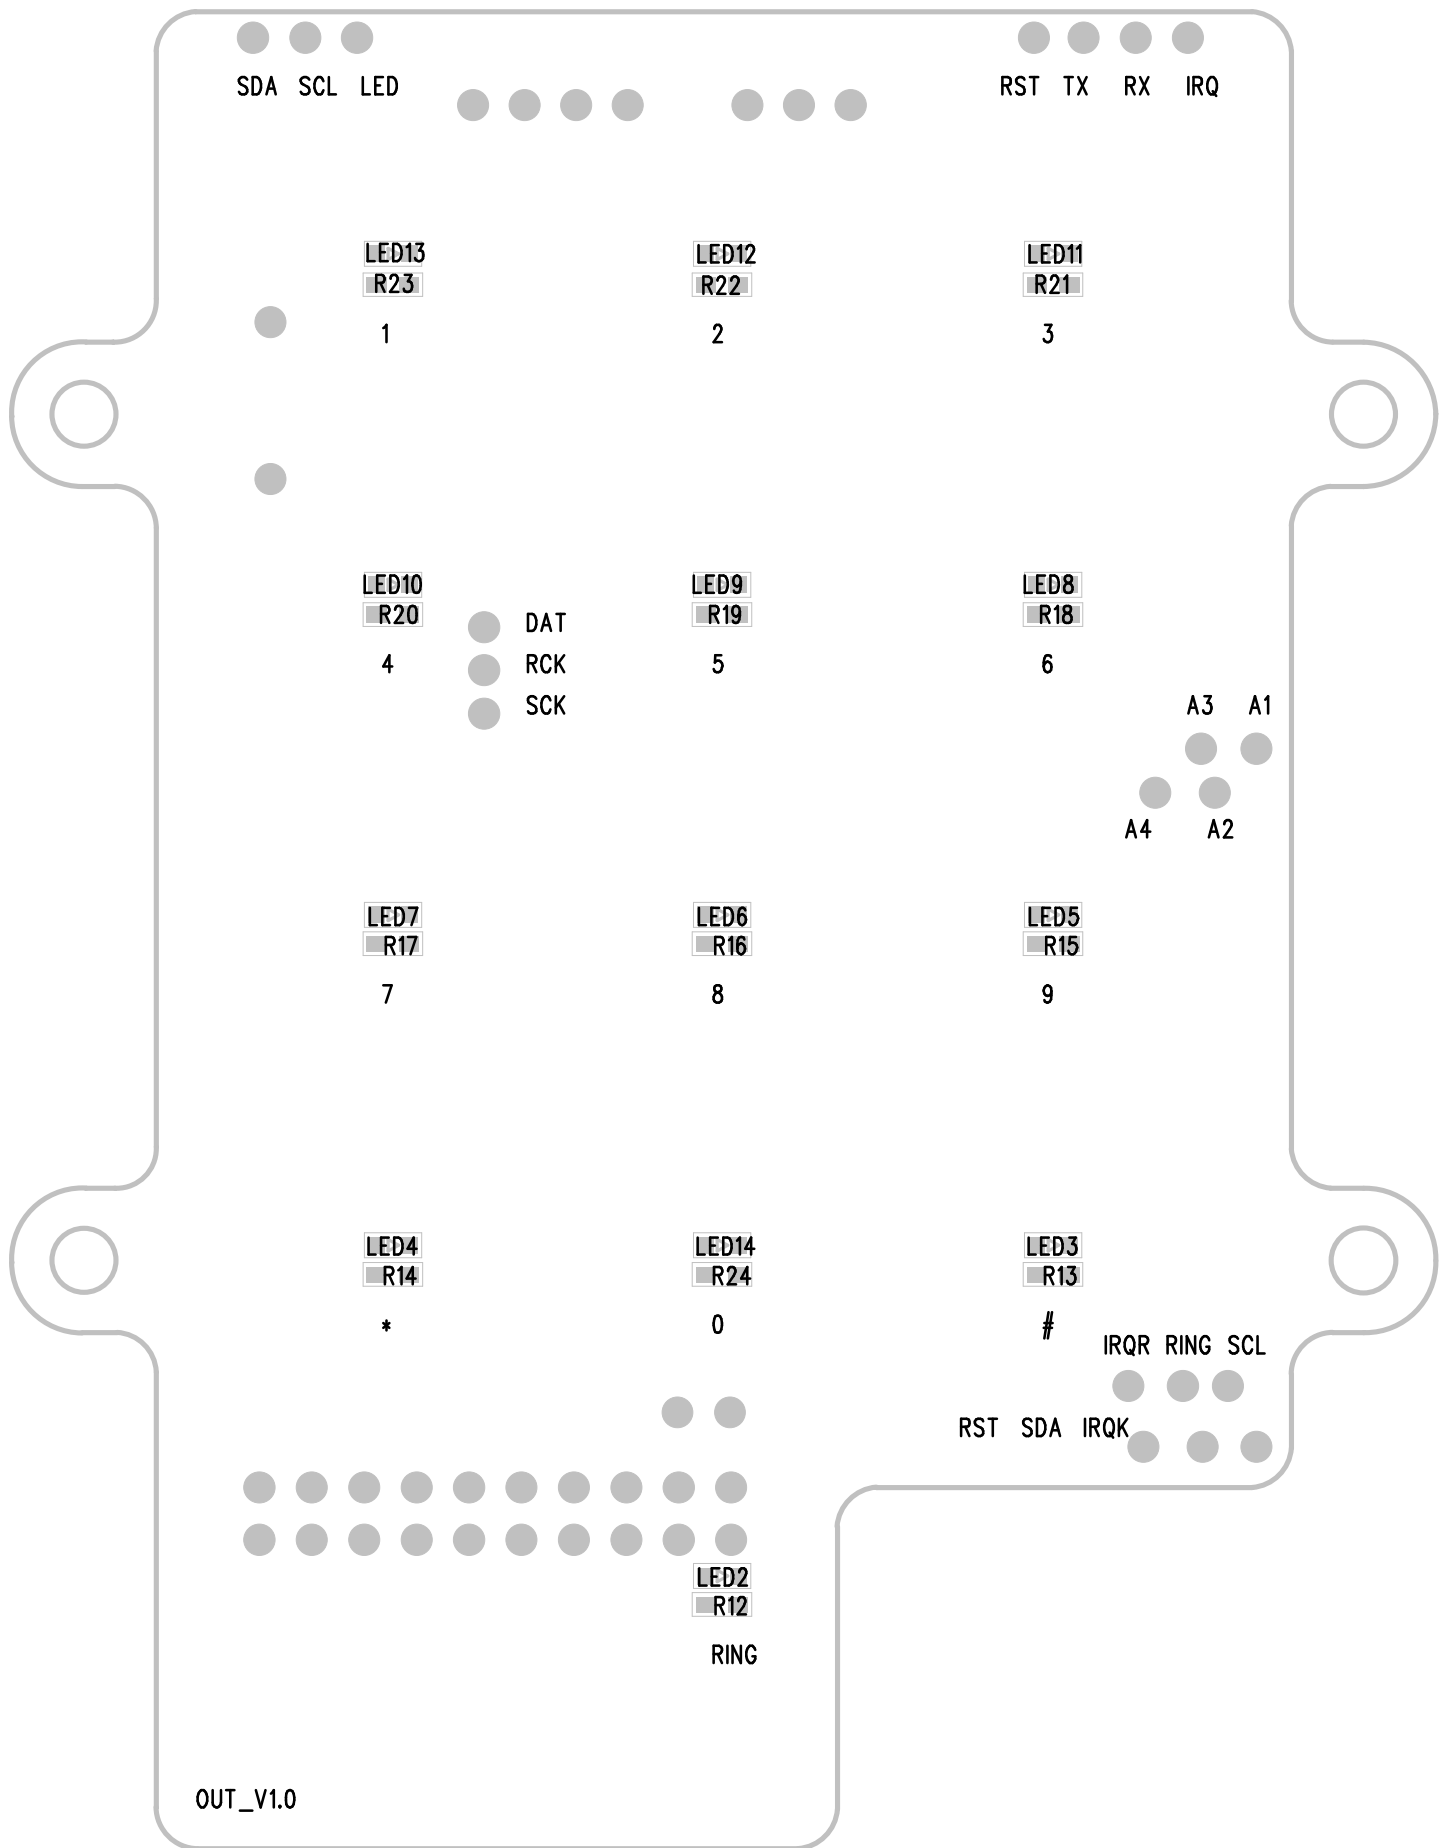 SDA SCL LED RST TX RX IRQ
LED13 LED12 LED11
R23 R22 R21
1 2 3
LED10 LED9 LED8
R20 R19 R18
DAT
4 RCK 5 6
SCK A3 A1
A4 A2
LED7 LED6 LED5
R17 R16 R15
7 8 9
LED4 LED14 LED3
R14 R24 R13
* 0 #
IRQR RING SCL
RST SDA IRQK
LED2
R12
RING
OUT_V1.0